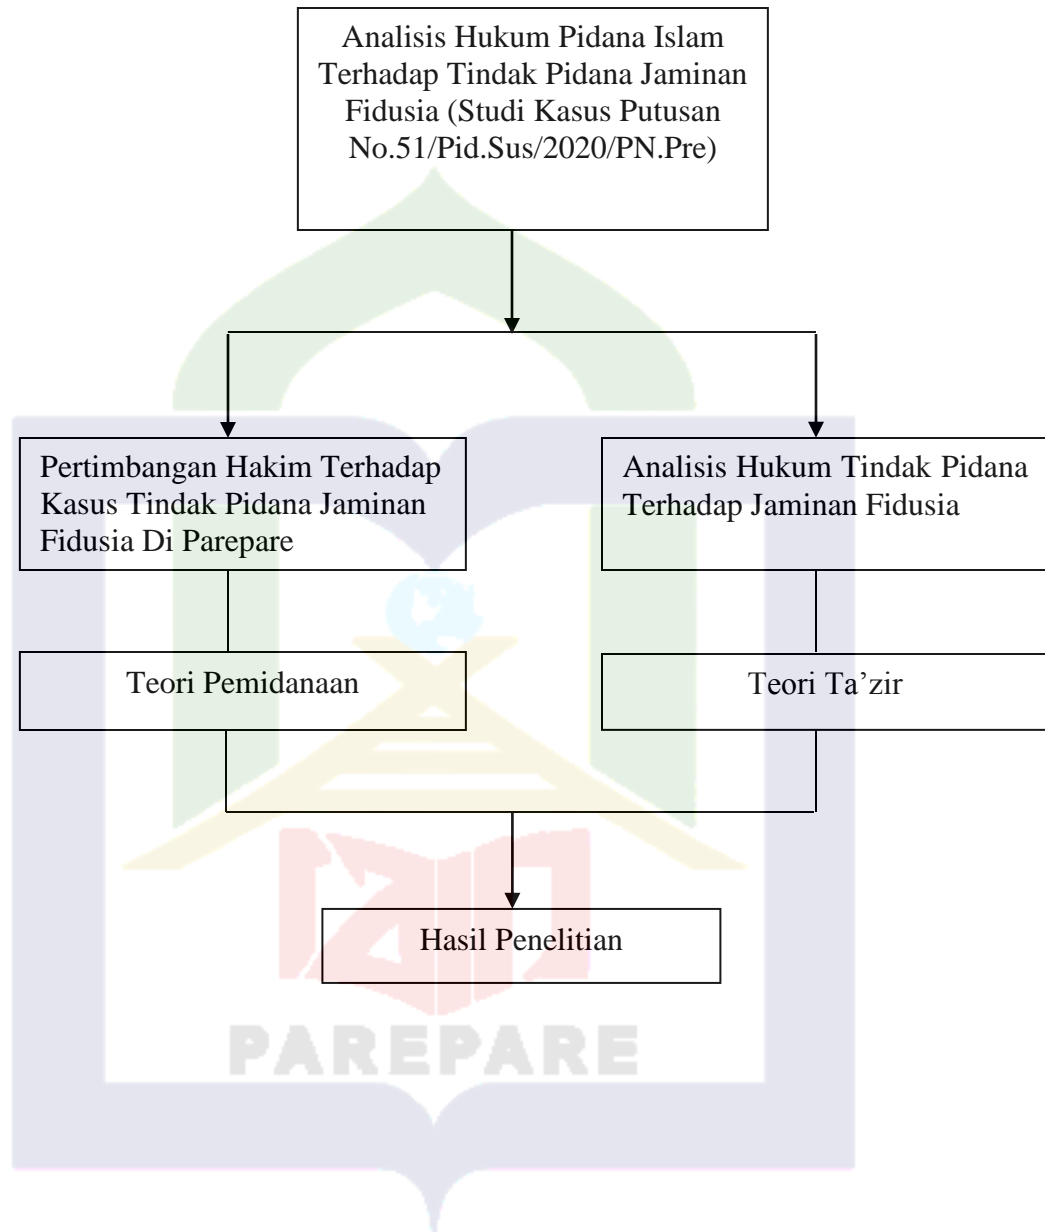 Analisis Hukum Pidana Islam
Terhadap Tindak Pidana Jaminan
Fidusia (Studi Kasus Putusan
No.51/Pid.Sus/2020/PN.Pre)
Pertimbangan Hakim Terhadap
Kasus Tindak Pidana Jaminan
Fidusia Di Parepare
Analisis Hukum Tindak Pidana
Terhadap Jaminan Fidusia
Teori Pemidanaan
Teori Ta’zir
Hasil Penelitian
PAREPARE